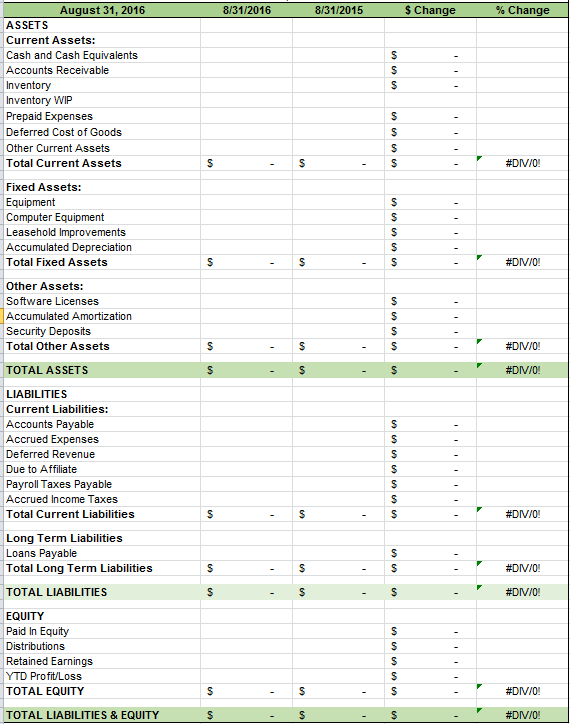 August 31, 2016 8/31/2016 8/31/2015 $ Change % Change
ASSETS
Current Assets:
Cash and Cash Equivalents $ -
Accounts Receivable $ -
Inventory $ -
Inventory WIP
Prepaid Expenses $ -
Deferred Cost of Goods $ -
Other Current Assets $ -
Total Current Assets $ - $ - $ - #DIV/0!
Fixed Assets:
Equipment $ -
Computer Equipment $ -
Leasehold Improvements $ -
Accumulated Depreciation $ -
Total Fixed Assets $ - $ - $ - #DIV/0!
Other Assets:
Software Licenses $ -
Accumulated Amortization $ -
Security Deposits $ -
Total Other Assets $ - $ - $ - #DIV/0!
TOTAL ASSETS $ - $ - $ - #DIV/0!
LIABILITIES
Current Liabilities:
Accounts Payable $ -
Accrued Expenses $ -
Deferred Revenue $ -
Due to Affiliate $ -
Payroll Taxes Payable $ -
Accrued Income Taxes $ -
Total Current Liabilities $ - $ - $ - #DIV/0!
Long Term Liabilities
Loans Payable $ -
Total Long Term Liabilities $ - $ - $ - #DIV/0!
TOTAL LIABILITIES $ - $ - $ - #DIV/0!
EQUITY
Paid In Equity $ -
Distributions $ -
Retained Earnings $ -
YTD Profit/Loss $ -
TOTAL EQUITY $ - $ - $ - #DIV/0!
TOTAL LIABILITIES & EQUITY $ - $ - $ - #DIV/0!